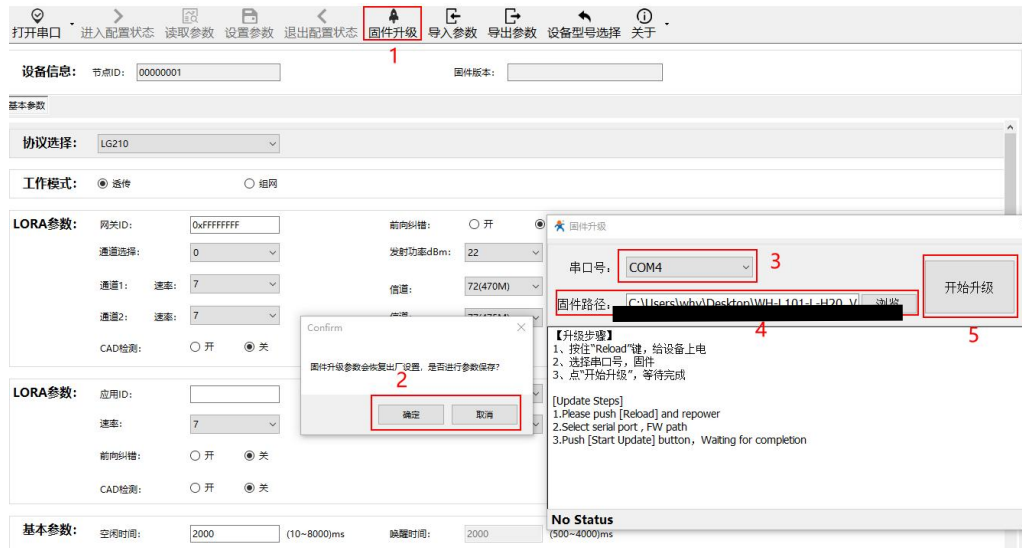 打开串口 进入配置状态 读取参数 设置参数 退出配置状态 固件升级 导入参数 导出参数 设备型号选择 关于
1
设备信息： 节点ID: 00000001 固件版本:
基本参数
协议选择： LG210
工作模式： 透传 组网
LORA参数： 网关ID: 0xFFFFFFFF 前向纠错: 开
通道选择: 0 发射功率dBm: 22
通道1: 速率: 7 信道: 72(470M)
通道2: 速率: 7
CAD检测: 开 关
Confirm
固件升级参数会恢复出厂设置，是否进行参数保存？
2
确定 取消
LORA参数： 应用ID:
速率: 7
前向纠错: 开 关
CAD检测: 开 关
基本参数： 空闲时间: 2000 (10~8000)ms 唤醒时间: 2000 (500~4000)ms
固件升级
串口号： COM4 3
固件路径： C:\Users\why\Desktop\WH-L101-L-H20_V 浏览
4
开始升级
5
【升级步骤】
1、按住“Reload”键，给设备上电
2、选择串口号，固件
3、点“开始升级”，等待完成
[Update Steps]
1.Please push [Reload] and repower
2.Select serial port , FW path
3.Push [Start Update] button，Waiting for completion
No Status